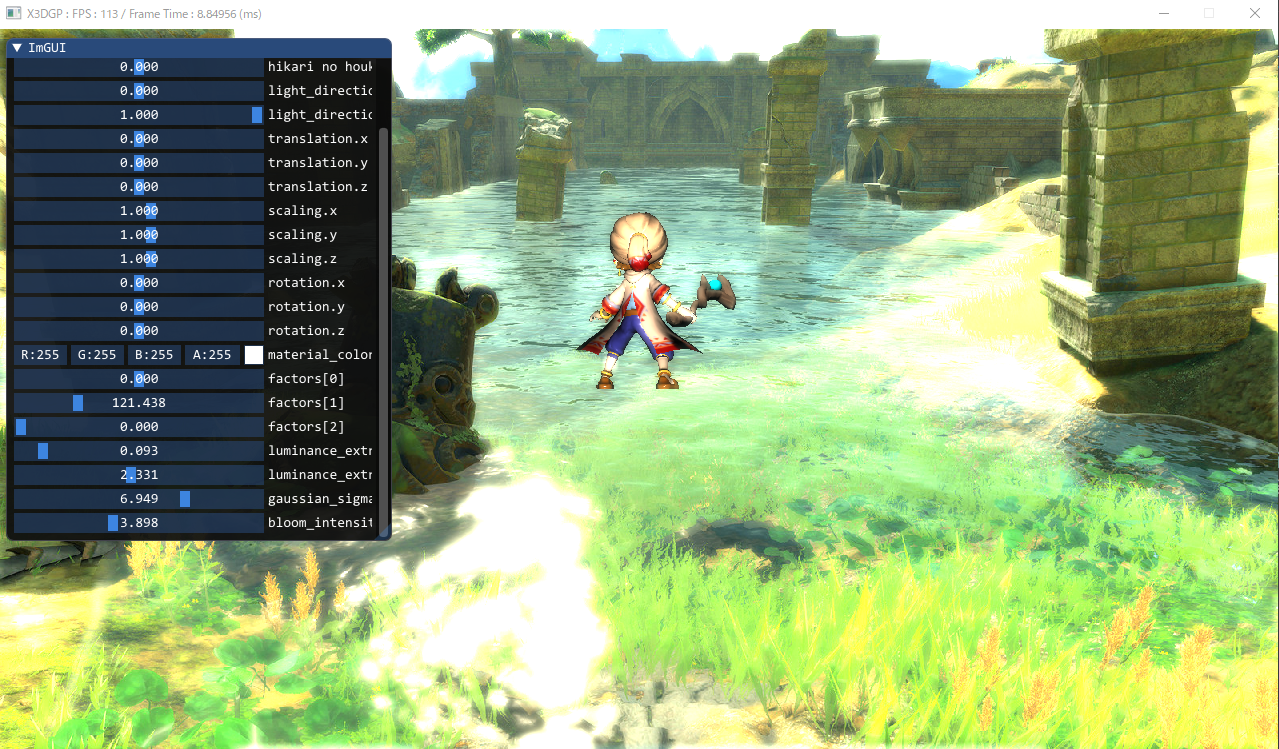 X3DGP : FPS : 113 / Frame Time : 8.84956 (ms)
ImGUI
0.000 hikari no houk
0.000 light_directic
1.000 light_directic
0.000 translation.x
0.000 translation.y
0.000 translation.z
1.000 scaling.x
1.000 scaling.y
1.000 scaling.z
0.000 rotation.x
0.000 rotation.y
0.000 rotation.z
R:255 G:255 B:255 A:255 material_color
0.000 factors[0]
121.438 factors[1]
0.000 factors[2]
0.093 luminance_extr
2.331 luminance_extr
6.949 gaussian_sigma
3.898 bloom_intensit